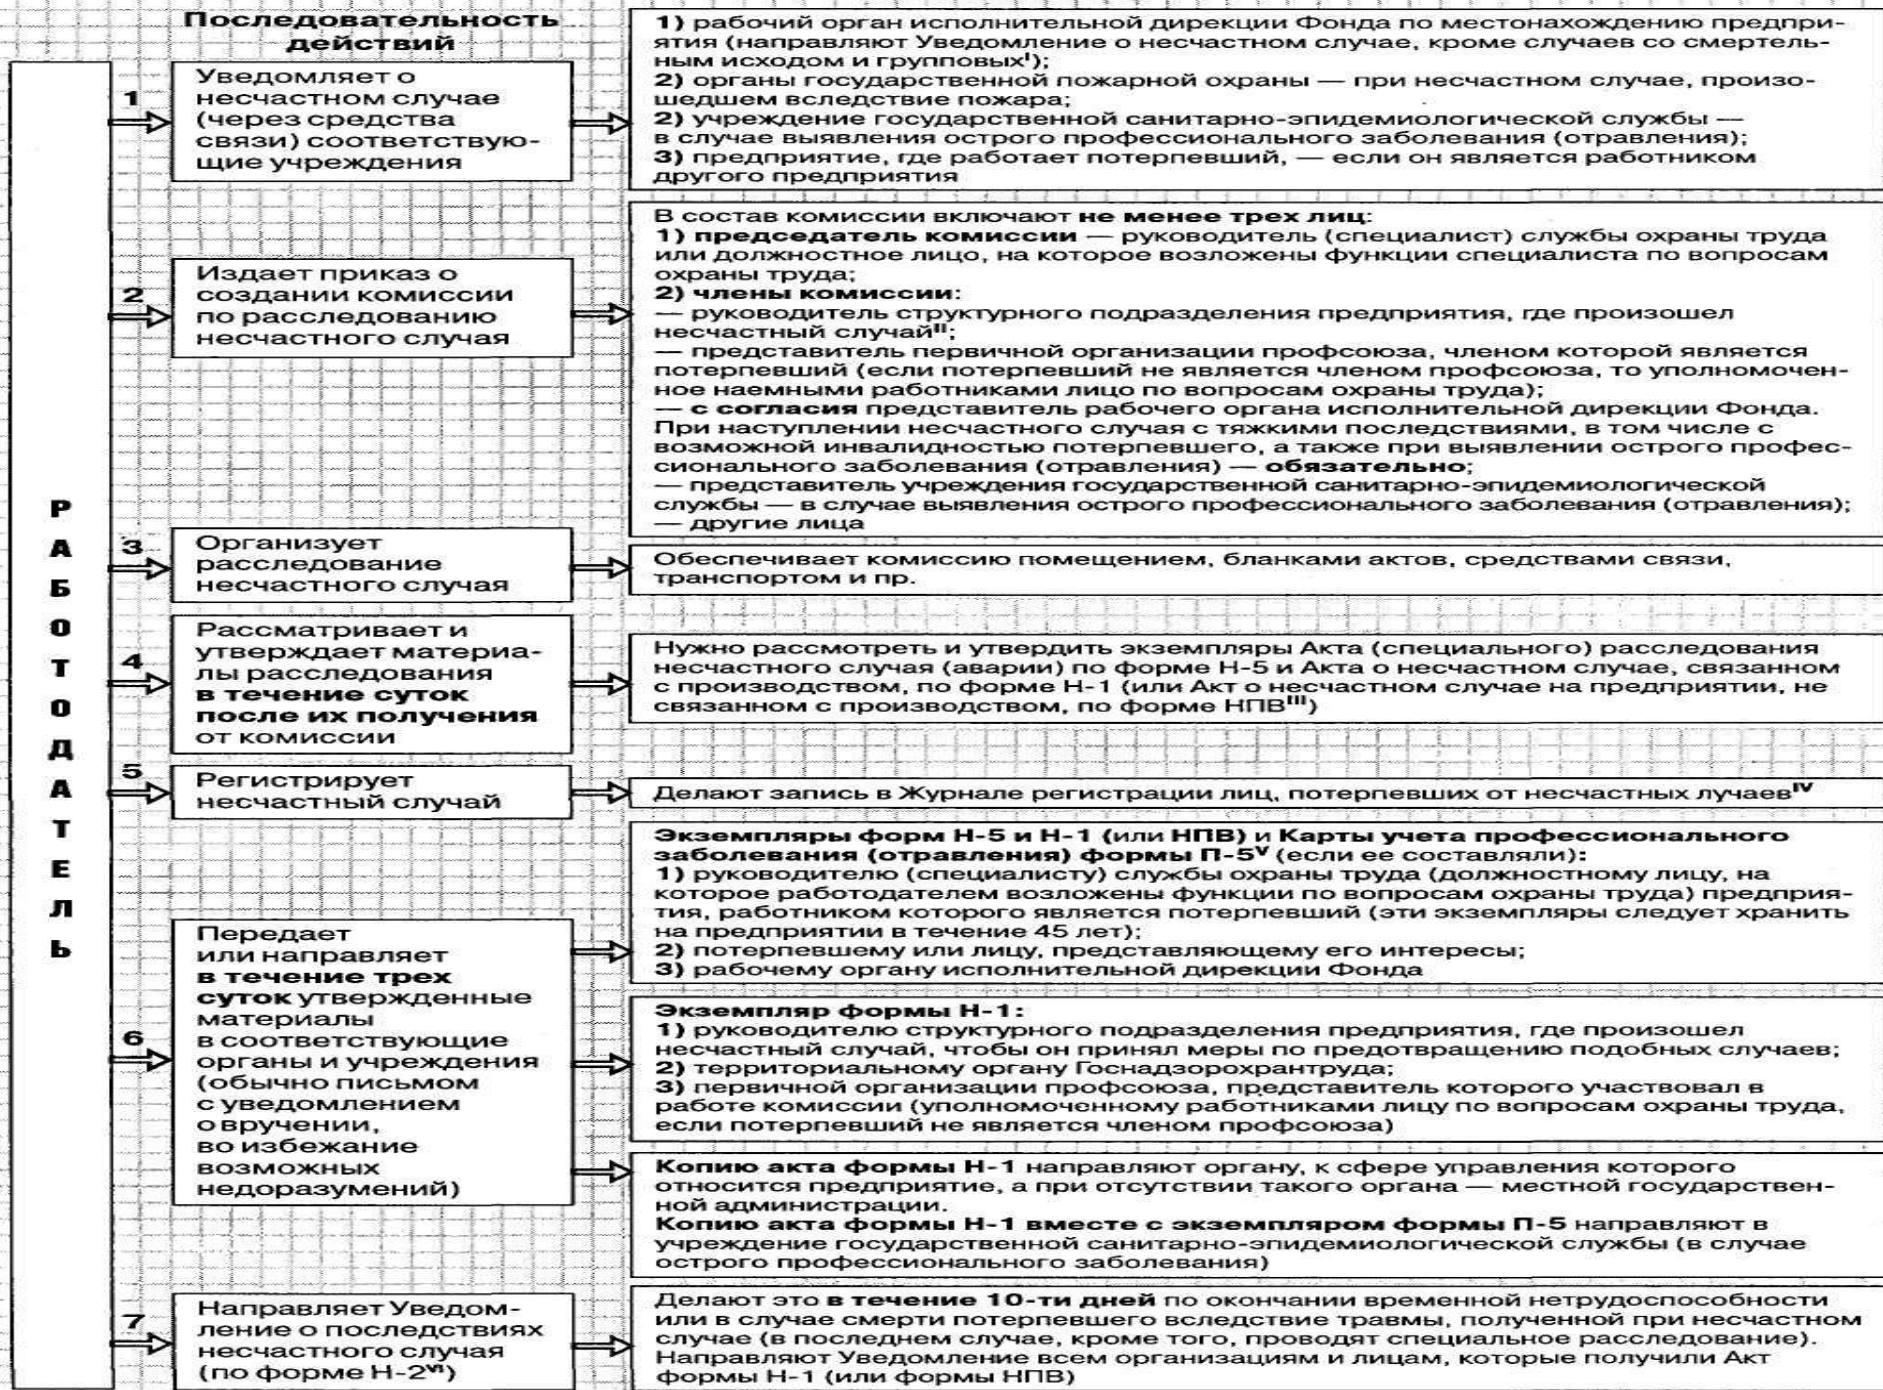 Последовательность
действий
РАБОТОДАТЕЛЬ
1
Уведомляет о
несчастном случае
(через средства
связи) соответствую-
щие учреждения
1) рабочий орган исполнительной дирекции Фонда по местонахождению предпри-
ятия (направляют Уведомление о несчастном случае, кроме случаев со смертель-
ным исходом и групповых^I);
2) органы государственной пожарной охраны — при несчастном случае, произо-
шедшем вследствие пожара;
2) учреждение государственной санитарно-эпидемиологической службы —
в случае выявления острого профессионального заболевания (отравления);
3) предприятие, где работает потерпевший, — если он является работником
другого предприятия
2
Издает приказ о
создании комиссии
по расследованию
несчастного случая
В состав комиссии включают не менее трех лиц:
1) председатель комиссии — руководитель (специалист) службы охраны труда
или должностное лицо, на которое возложены функции специалиста по вопросам
охраны труда;
2) члены комиссии:
— руководитель структурного подразделения предприятия, где произошел
несчастный случай^II;
— представитель первичной организации профсоюза, членом которой является
потерпевший (если потерпевший не является членом профсоюза, то уполномочен-
ное наемными работниками лицо по вопросам охраны труда);
— с согласия представитель рабочего органа исполнительной дирекции Фонда.
При наступлении несчастного случая с тяжкими последствиями, в том числе с
возможной инвалидностью потерпевшего, а также при выявлении острого профес-
сионального заболевания (отравления) — обязательно;
— представитель учреждения государственной санитарно-эпидемиологической
службы — в случае выявления острого профессионального заболевания (отравления);
— другие лица
3
Организует
расследование
несчастного случая
Обеспечивает комиссию помещением, бланками актов, средствами связи,
транспортом и пр.
4
Рассматривает и
утверждает материа-
лы расследования
в течение суток
после их получения
от комиссии
Нужно рассмотреть и утвердить экземпляры Акта (специального) расследования
несчастного случая (аварии) по форме Н-5 и Акта о несчастном случае, связанном
с производством, по форме Н-1 (или Акт о несчастном случае на предприятии, не
связанном с производством, по форме НПВ^III)
5
Регистрирует
несчастный случай
Делают запись в Журнале регистрации лиц, потерпевших от несчастных лучаев^IV
6
Передает
или направляет
в течение трех
суток утвержденные
материалы
в соответствующие
органы и учреждения
(обычно письмом
с уведомлением
о вручении,
во избежание
возможных
недоразумений)
Экземпляры форм Н-5 и Н-1 (или НПВ) и Карты учета профессионального
заболевания (отравления) формы П-5^V (если ее составляли):
1) руководителю (специалисту) службы охраны труда (должностному лицу, на
которое работодателем возложены функции по вопросам охраны труда) предприя-
тия, работником которого является потерпевший (эти экземпляры следует хранить
на предприятии в течение 45 лет);
2) потерпевшему или лицу, представляющему его интересы;
3) рабочему органу исполнительной дирекции Фонда
Экземпляр формы Н-1:
1) руководителю структурного подразделения предприятия, где произошел
несчастный случай, чтобы он принял меры по предотвращению подобных случаев;
2) территориальному органу Госнадзорохрантруда;
3) первичной организации профсоюза, представитель которого участвовал в
работе комиссии (уполномоченному работниками лицу по вопросам охраны труда,
если потерпевший не является членом профсоюза)
Копию акта формы Н-1 направляют органу, к сфере управления которого
относится предприятие, а при отсутствии такого органа — местной государствен-
ной администрации.
Копию акта формы Н-1 вместе с экземпляром формы П-5 направляют в
учреждение государственной санитарно-эпидемиологической службы (в случае
острого профессионального заболевания)
7
Направляет Уведом-
ление о последствиях
несчастного случая
(по форме Н-2^VI)
Делают это в течение 10-ти дней по окончании временной нетрудоспособности
или в случае смерти потерпевшего вследствие травмы, полученной при несчастном
случае (в последнем случае, кроме того, проводят специальное расследование).
Направляют Уведомление всем организациям и лицам, которые получили Акт
формы Н-1 (или формы НПВ)